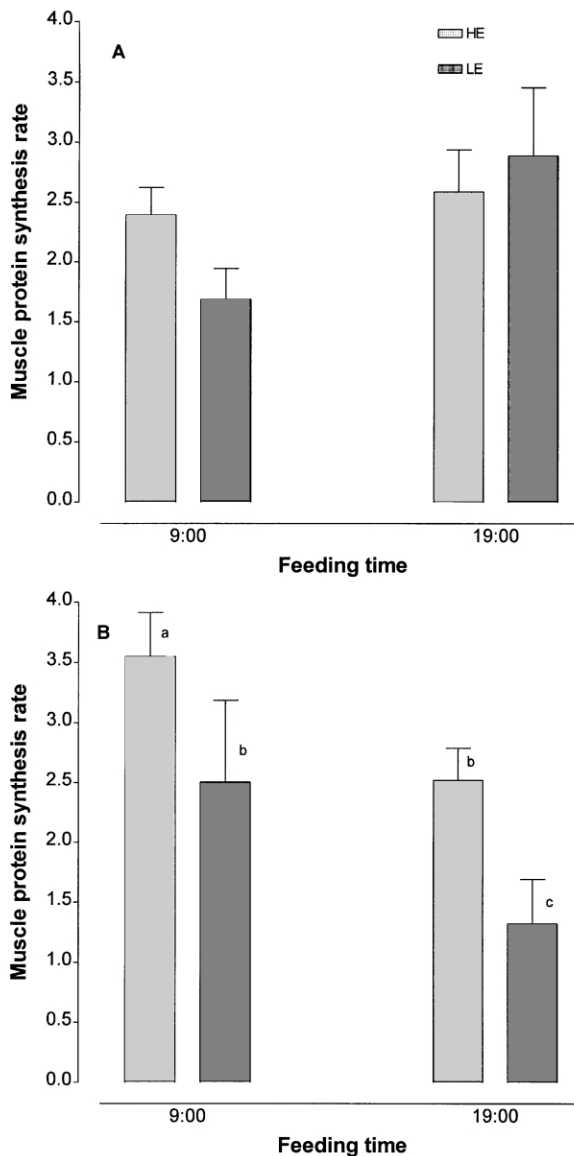 A
HE
LE
4.0
3.5
3.0
2.5
2.0
1.5
1.0
0.5
0.0
Muscle protein synthesis rate
9:00 19:00
Feeding time
B
4.0
3.5
3.0
2.5
2.0
1.5
1.0
0.5
0.0
Muscle protein synthesis rate
a
b
b
c
9:00 19:00
Feeding time